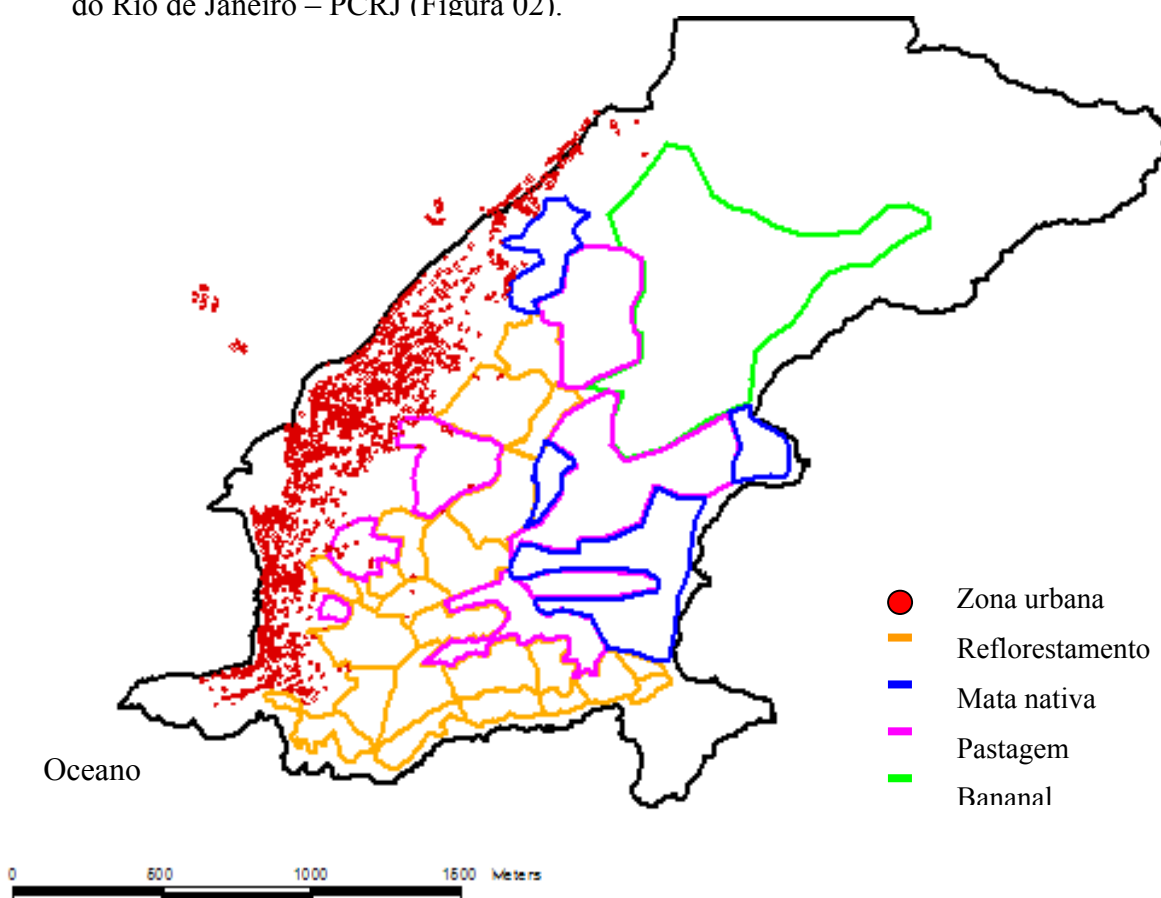 do Rio de Janeiro – PCRJ (Figura 02).
Zona urbana
Reflorestamento
Mata nativa
Pastagem
Bananal
Oceano
0 500 1000 1500 Meters